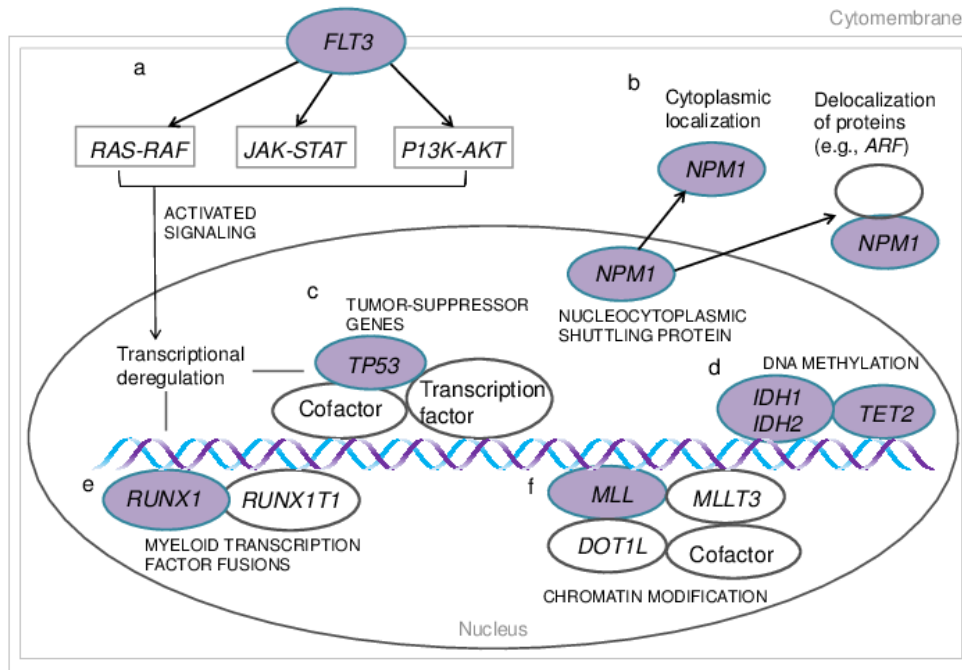 Cytomembrane
FLT3
a
RAS-RAF
JAK-STAT
P13K-AKT
ACTIVATED
SIGNALING
b
Cytoplasmic
localization
NPM1
Delocalization
of proteins
(e.g., ARF)
NPM1
NPM1
NUCLEOCYTOPLASMIC
SHUTTLING PROTEIN
c
TUMOR-SUPPRESSOR
GENES
TP53
Cofactor
Transcription
factor
Transcriptional
deregulation
d
DNA METHYLATION
IDH1
IDH2
TET2
e
RUNX1
RUNX1T1
MYELOID TRANSCRIPTION
FACTOR FUSIONS
f
MLL
MLLT3
DOT1L
Cofactor
CHROMATIN MODIFICATION
Nucleus